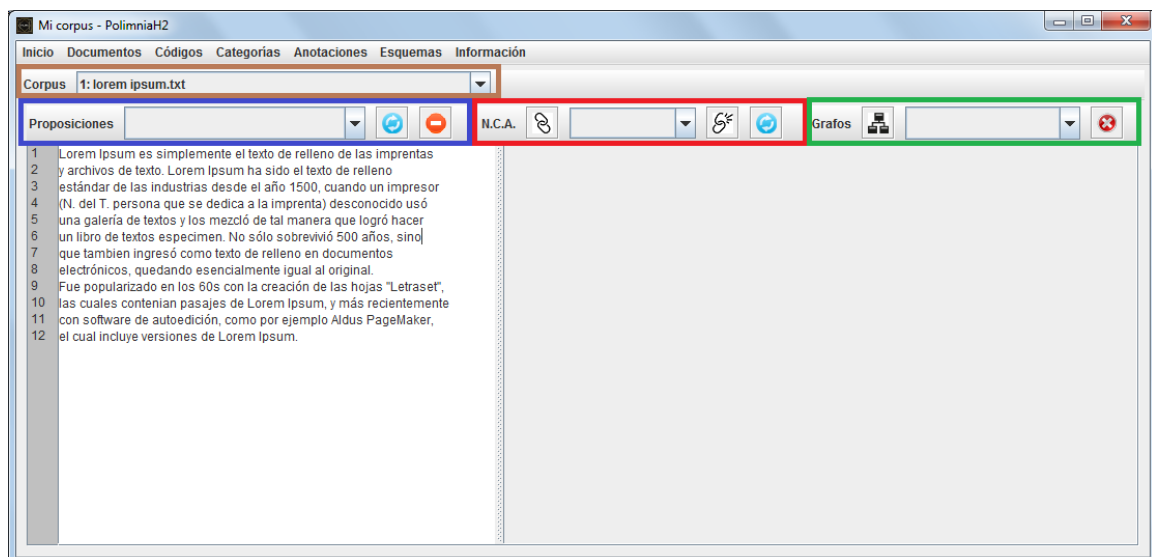 Mi corpus - PolimniaH2
Inicio Documentos Códigos Categorías Anotaciones Esquemas Información
Corpus 1: lorem ipsum.txt
Proposiciones N.C.A. Grafos
1 Lorem Ipsum es simplemente el texto de relleno de las imprentas
2 y archivos de texto. Lorem Ipsum ha sido el texto de relleno
3 estándar de las industrias desde el año 1500, cuando un impresor
4 (N. del T. persona que se dedica a la imprenta) desconocido usó
5 una galería de textos y los mezcló de tal manera que logró hacer
6 un libro de textos especimen. No sólo sobrevivió 500 años, sino
7 que tambien ingresó como texto de relleno en documentos
8 electrónicos, quedando esencialmente igual al original.
9 Fue popularizado en los 60s con la creación de las hojas "Letraset",
10 las cuales contenian pasajes de Lorem Ipsum, y más recientemente
11 con software de autoedición, como por ejemplo Aldus PageMaker,
12 el cual incluye versiones de Lorem Ipsum.